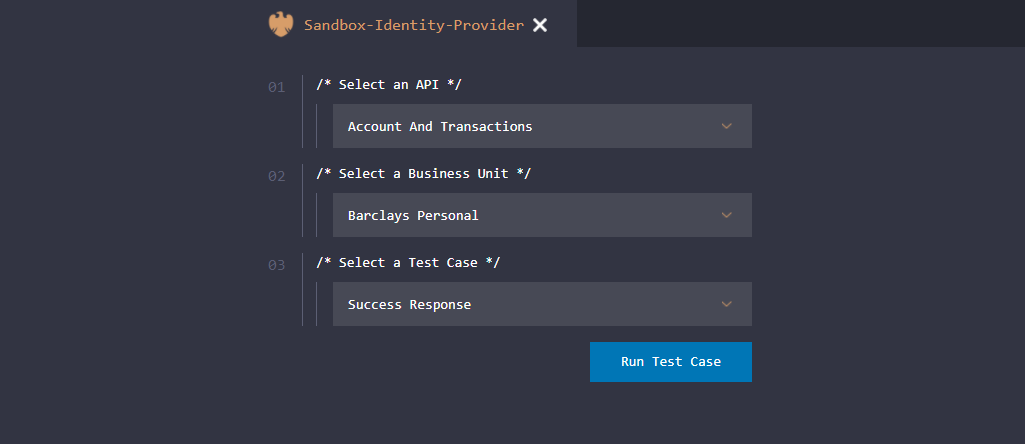 Sandbox-Identity-Provider
01 /* Select an API */
Account And Transactions
02 /* Select a Business Unit */
Barclays Personal
03 /* Select a Test Case */
Success Response
Run Test Case